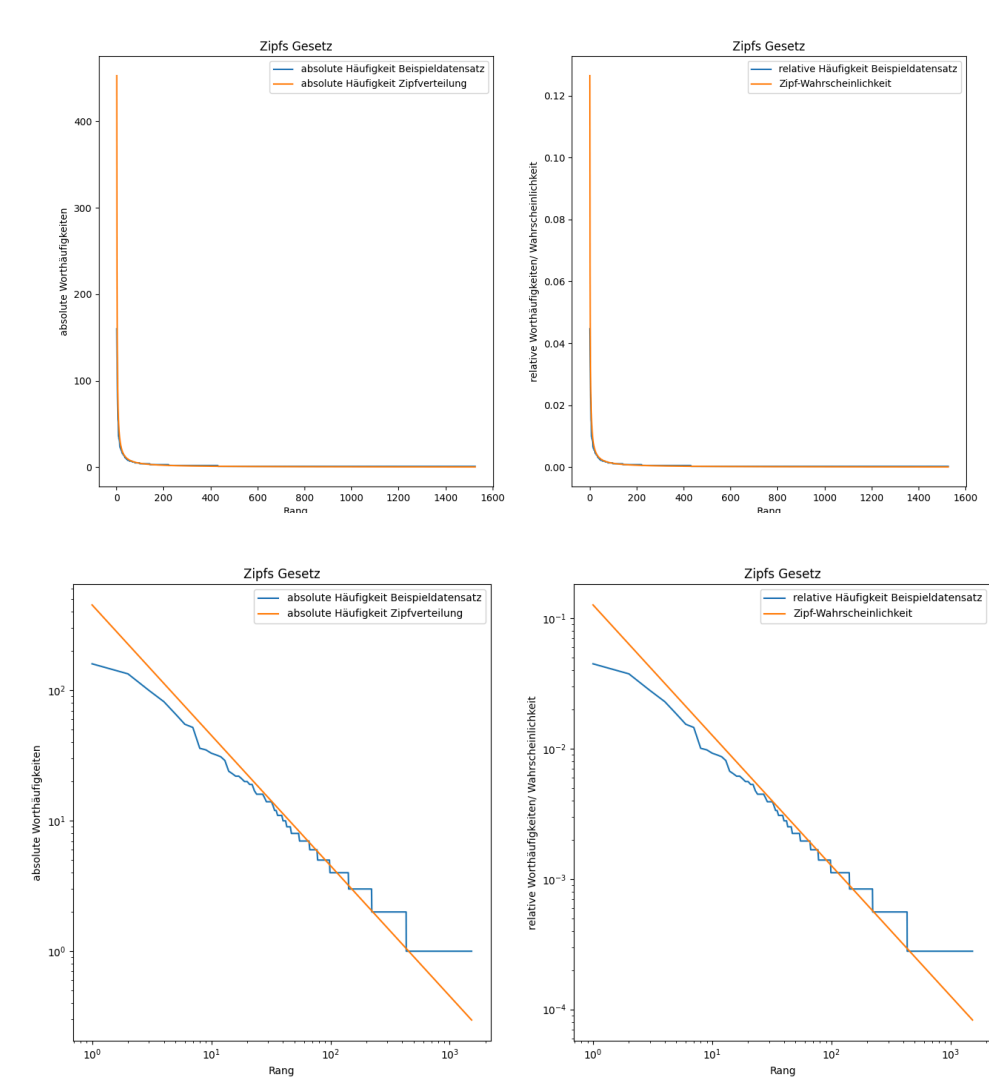 Zipfs Gesetz
absolute Häufigkeit Beispieldatensatz
absolute Häufigkeit Zipfverteilung
absolute Worthäufigkeiten
400
300
200
100
0
0 200 400 600 800 1000 1200 1400 1600
Rang
Zipfs Gesetz
relative Häufigkeit Beispieldatensatz
Zipf-Wahrscheinlichkeit
relative Worthäufigkeiten/ Wahrscheinlichkeit
0.12
0.10
0.08
0.06
0.04
0.02
0.00
0 200 400 600 800 1000 1200 1400 1600
Rang
Zipfs Gesetz
absolute Häufigkeit Beispieldatensatz
absolute Häufigkeit Zipfverteilung
absolute Worthäufigkeiten
10²
10¹
10⁰
10⁰ 10¹ 10² 10³
Rang
Zipfs Gesetz
relative Häufigkeit Beispieldatensatz
Zipf-Wahrscheinlichkeit
relative Worthäufigkeiten/ Wahrscheinlichkeit
10⁻¹
10⁻²
10⁻³
10⁻⁴
10⁰ 10¹ 10² 10³
Rang